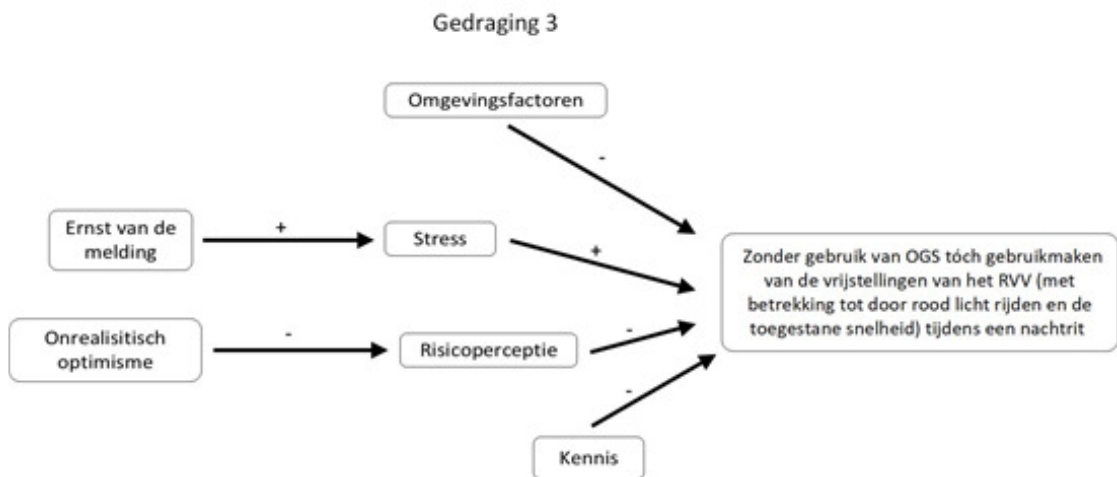 Gedraging 3
Omgevingsfactoren
-
Ernst van de
melding
+
Stress
+
Zonder gebruik van OGS tóch gebruikmaken
van de vrijstellingen van het RVV (met
betrekking tot door rood licht rijden en de
toegestane snelheid) tijdens een nachtrit
Onrealisitisch
optimisme
-
Risicoperceptie
-
-
Kennis